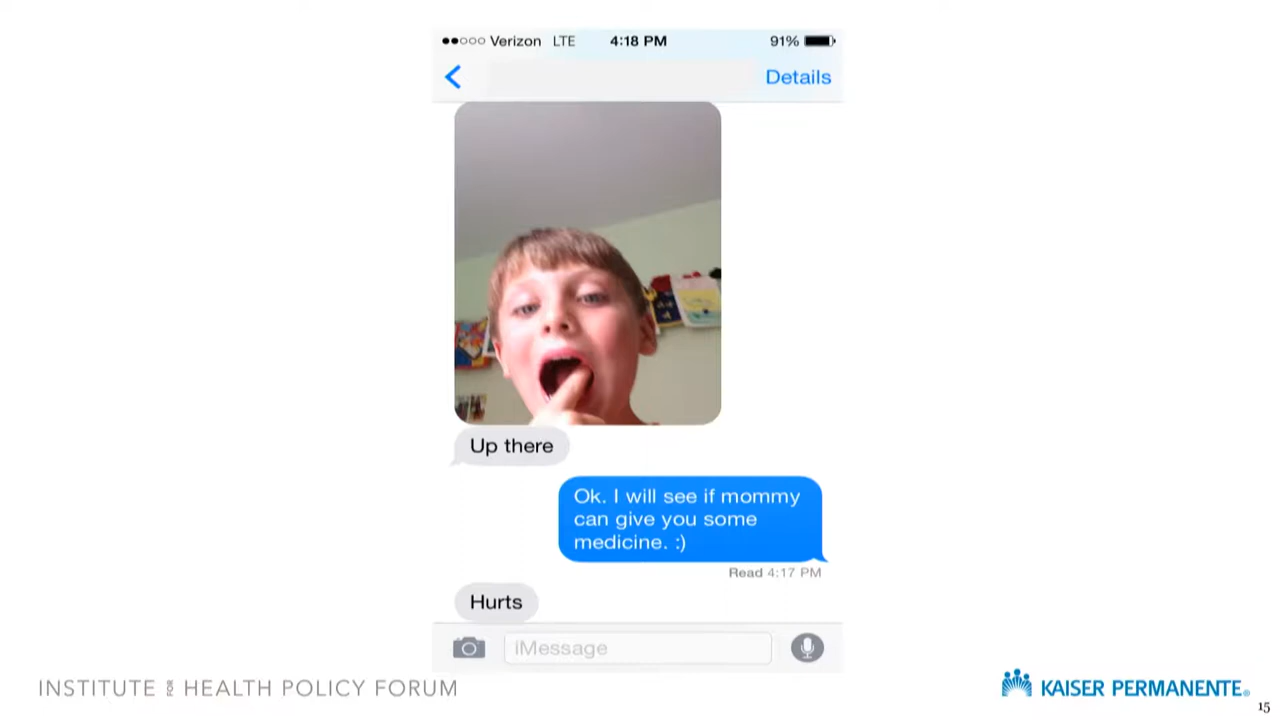 Verizon LTE 4:18 PM 91%
Details
Up there
Ok. I will see if mommy
can give you some
medicine. :)
Read 4:17 PM
Hurts
iMessage
INSTITUTE FOR HEALTH POLICY FORUM
KAISER PERMANENTE®
15